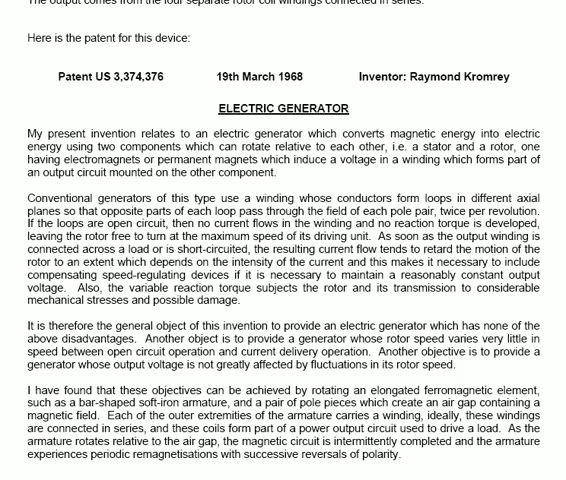 The output comes from the four separate rotor coil windings connected in series.
Here is the patent for this device:
Patent US 3,374,376 19th March 1968 Inventor: Raymond Kromrey
ELECTRIC GENERATOR
My present invention relates to an electric generator which converts magnetic energy into electric
energy using two components which can rotate relative to each other, i.e. a stator and a rotor, one
having electromagnets or permanent magnets which induce a voltage in a winding which forms part of
an output circuit mounted on the other component.
Conventional generators of this type use a winding whose conductors form loops in different axial
planes so that opposite parts of each loop pass through the field of each pole pair, twice per revolution.
If the loops are open circuit, then no current flows in the winding and no reaction torque is developed,
leaving the rotor free to turn at the maximum speed of its driving unit. As soon as the output winding is
connected across a load or is short-circuited, the resulting current flow tends to retard the motion of the
rotor to an extent which depends on the intensity of the current and this makes it necessary to include
compensating speed-regulating devices if it is necessary to maintain a reasonably constant output
voltage. Also, the variable reaction torque subjects the rotor and its transmission to considerable
mechanical stresses and possible damage.
It is therefore the general object of this invention to provide an electric generator which has none of the
above disadvantages. Another object is to provide a generator whose rotor speed varies very little in
speed between open circuit operation and current delivery operation. Another objective is to provide a
generator whose output voltage is not greatly affected by fluctuations in its rotor speed.
I have found that these objectives can be achieved by rotating an elongated ferromagnetic element,
such as a bar-shaped soft-iron armature, and a pair of pole pieces which create an air gap containing a
magnetic field. Each of the outer extremities of the armature carries a winding, ideally, these windings
are connected in series, and these coils form part of a power output circuit used to drive a load. As the
armature rotates relative to the air gap, the magnetic circuit is intermittently completed and the armature
experiences periodic remagnetisations with successive reversals of polarity.